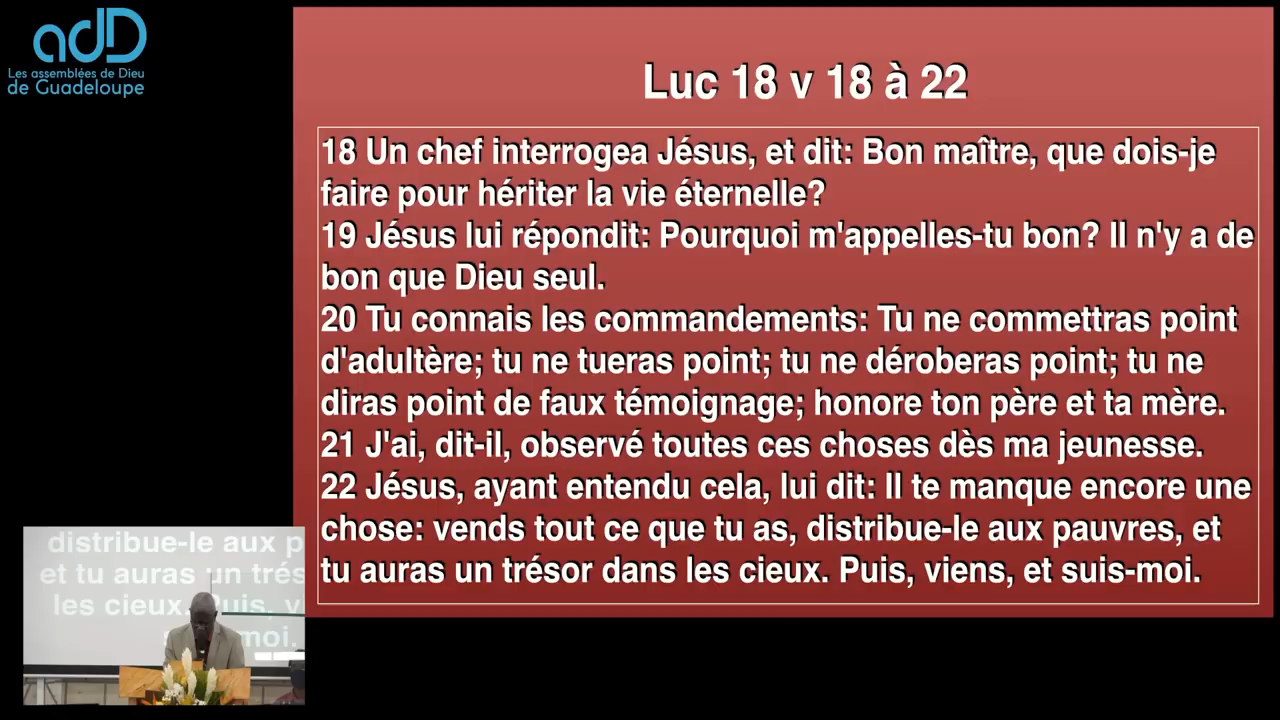 adD
Les assemblées de Dieu
de Guadeloupe
Luc 18 v 18 à 22
18 Un chef interrogea Jésus, et dit: Bon maître, que dois-je
faire pour hériter la vie éternelle?
19 Jésus lui répondit: Pourquoi m'appelles-tu bon? Il n'y a de
bon que Dieu seul.
20 Tu connais les commandements: Tu ne commettras point
d'adultère; tu ne tueras point; tu ne déroberas point; tu ne
diras point de faux témoignage; honore ton père et ta mère.
21 J'ai, dit-il, observé toutes ces choses dès ma jeunesse.
22 Jésus, ayant entendu cela, lui dit: Il te manque encore une
chose: vends tout ce que tu as, distribue-le aux pauvres, et
tu auras un trésor dans les cieux. Puis, viens, et suis-moi.
distribue-le aux p
et tu auras un trés
les cieux. Puis, v
moi.